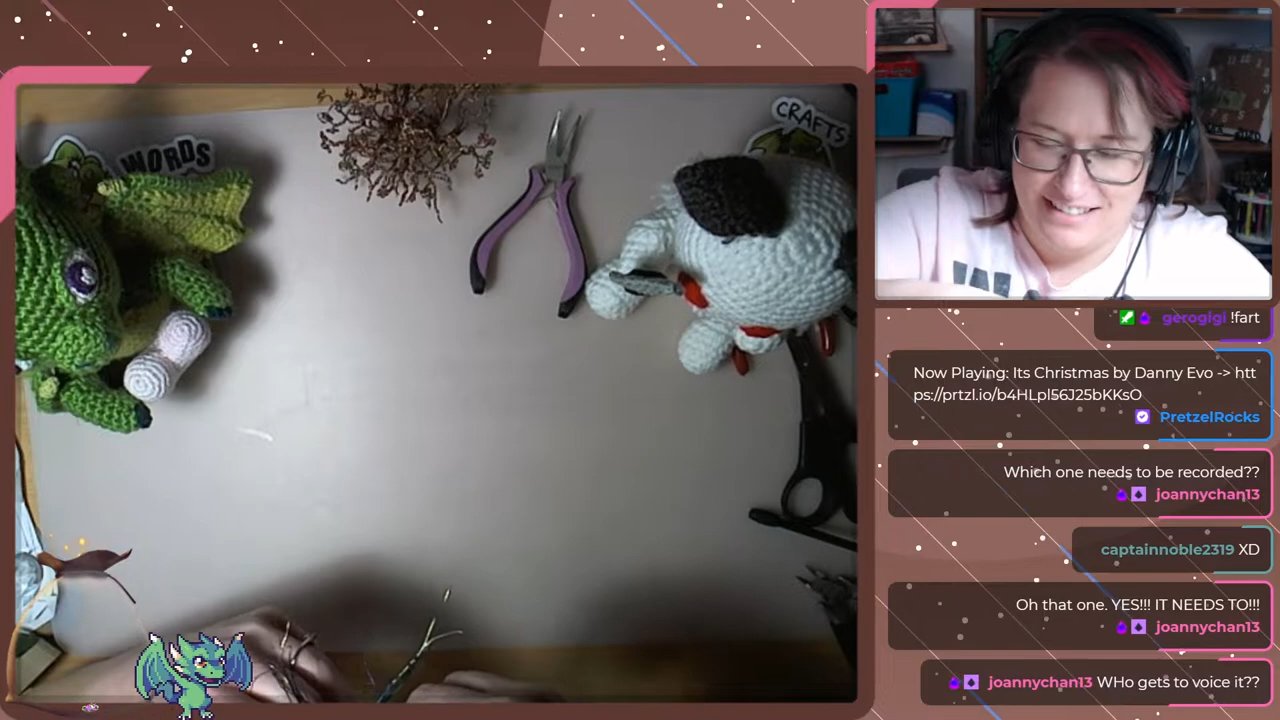 WORDS
CRAFTS
gerogigi !fart
Now Playing: Its Christmas by Danny Evo -> htt
ps://prtzl.io/b4HLpl56J25bKKsO
PretzelRocks
Which one needs to be recorded??
joannychan13
captainnoble2319 XD
Oh that one. YES!!! IT NEEDS TO!!!
joannychan13
joannychan13 WHo gets to voice it??